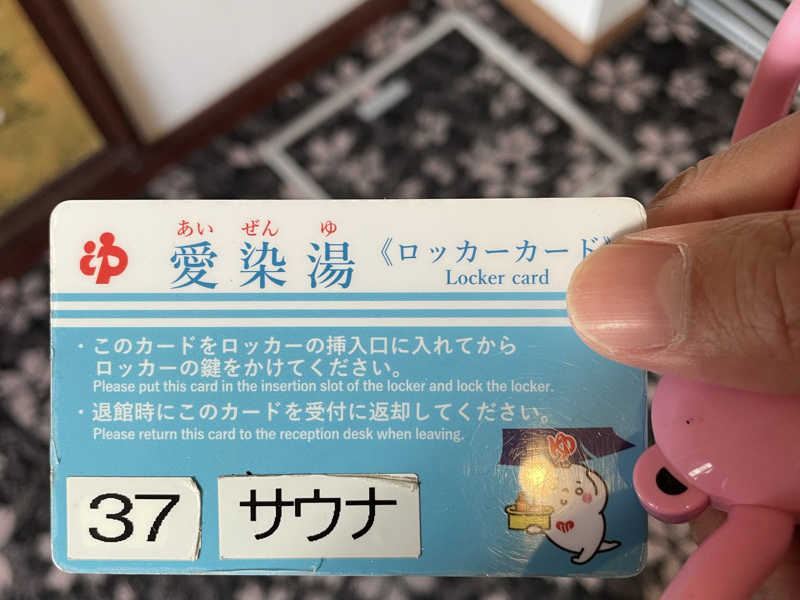 ゆ
あい ぜん ゆ
愛染湯
《ロッカーカード》
Locker card
・このカードをロッカーの挿入口に入れてから
ロッカーの鍵をかけてください。
Please put this card in the insertion slot of the locker and lock the locker.
・退館時にこのカードを受付に返却してください。
Please return this card to the reception desk when leaving.
ゆ
37
サウナ